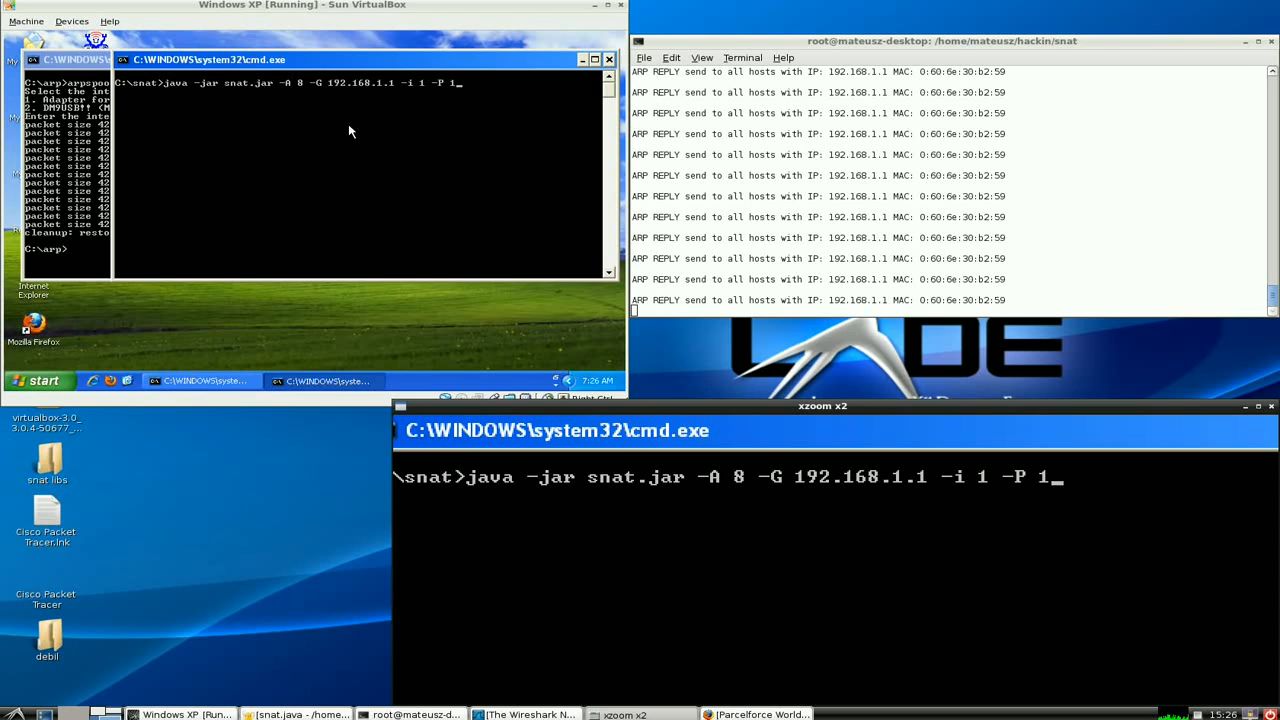 Windows XP [Running] - Sun VirtualBox
Machine Devices Help
C:\WINDOWS\s
C:\WINDOWS\system32\cmd.exe
C:\arp>arpspoo
Select the int
1. Adapter for
2. DM9USB!! (M
Enter the inte
packet size 42
packet size 42
packet size 42
packet size 42
packet size 42
packet size 42
packet size 42
packet size 42
packet size 42
packet size 42
packet size 42
packet size 42
packet size 42
cleanup: resto
C:\arp>
C:\snat>java -jar snat.jar -A 8 -G 192.168.1.1 -i 1 -P 1_
My
Internet
Explorer
Mozilla Firefox
start
C:\WINDOWS\syste...
C:\WINDOWS\syste...
7:26 AM
root@mateusz-desktop: /home/mateusz/hackin/snat
File Edit View Terminal Help
ARP REPLY send to all hosts with IP: 192.168.1.1 MAC: 0:60:6e:30:b2:59
ARP REPLY send to all hosts with IP: 192.168.1.1 MAC: 0:60:6e:30:b2:59
ARP REPLY send to all hosts with IP: 192.168.1.1 MAC: 0:60:6e:30:b2:59
ARP REPLY send to all hosts with IP: 192.168.1.1 MAC: 0:60:6e:30:b2:59
ARP REPLY send to all hosts with IP: 192.168.1.1 MAC: 0:60:6e:30:b2:59
ARP REPLY send to all hosts with IP: 192.168.1.1 MAC: 0:60:6e:30:b2:59
ARP REPLY send to all hosts with IP: 192.168.1.1 MAC: 0:60:6e:30:b2:59
ARP REPLY send to all hosts with IP: 192.168.1.1 MAC: 0:60:6e:30:b2:59
ARP REPLY send to all hosts with IP: 192.168.1.1 MAC: 0:60:6e:30:b2:59
ARP REPLY send to all hosts with IP: 192.168.1.1 MAC: 0:60:6e:30:b2:59
ARP REPLY send to all hosts with IP: 192.168.1.1 MAC: 0:60:6e:30:b2:59
ARP REPLY send to all hosts with IP: 192.168.1.1 MAC: 0:60:6e:30:b2:59
virtualbox-3.0_
3.0.4-50677_...
snat libs
Cisco Packet
Tracer.lnk
Cisco Packet
Tracer
debil
xzoom x2
C:\WINDOWS\system32\cmd.exe
\snat>java -jar snat.jar -A 8 -G 192.168.1.1 -i 1 -P 1_
Windows XP [Run...
[snat.java - /home...
root@mateusz-d...
[The Wireshark N...
xzoom x2
[Parcelforce World...
15:26